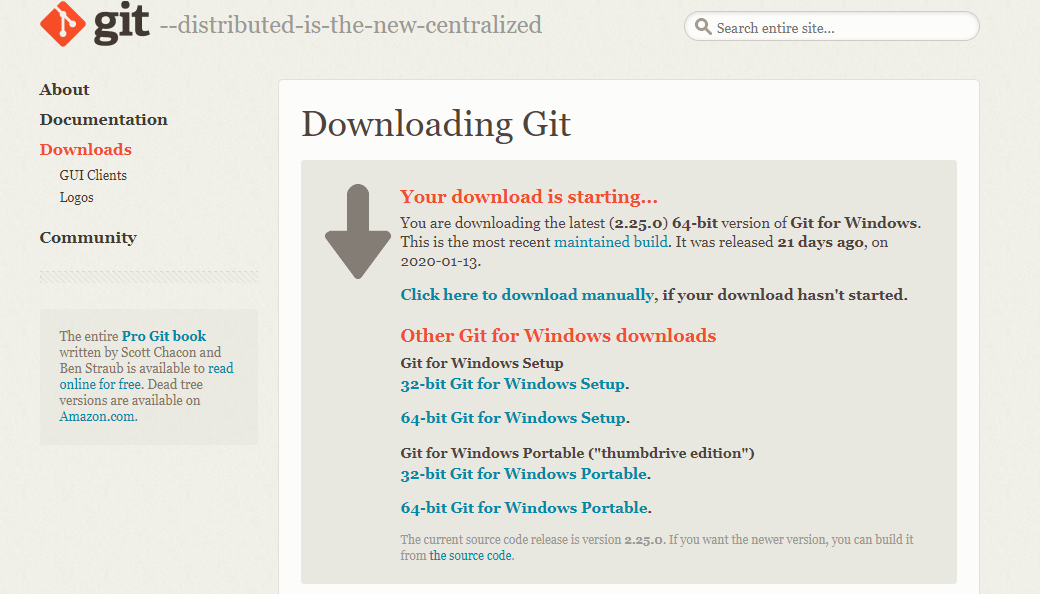 git --distributed-is-the-new-centralized
Search entire site...
About
Documentation
Downloads
GUI Clients
Logos
Community
The entire Pro Git book
written by Scott Chacon and
Ben Straub is available to read
online for free. Dead tree
versions are available on
Amazon.com.
Downloading Git
Your download is starting...
You are downloading the latest (2.25.0) 64-bit version of Git for Windows.
This is the most recent maintained build. It was released 21 days ago, on
2020-01-13.
Click here to download manually, if your download hasn't started.
Other Git for Windows downloads
Git for Windows Setup
32-bit Git for Windows Setup.
64-bit Git for Windows Setup.
Git for Windows Portable ("thumbdrive edition")
32-bit Git for Windows Portable.
64-bit Git for Windows Portable.
The current source code release is version 2.25.0. If you want the newer version, you can build it
from the source code.